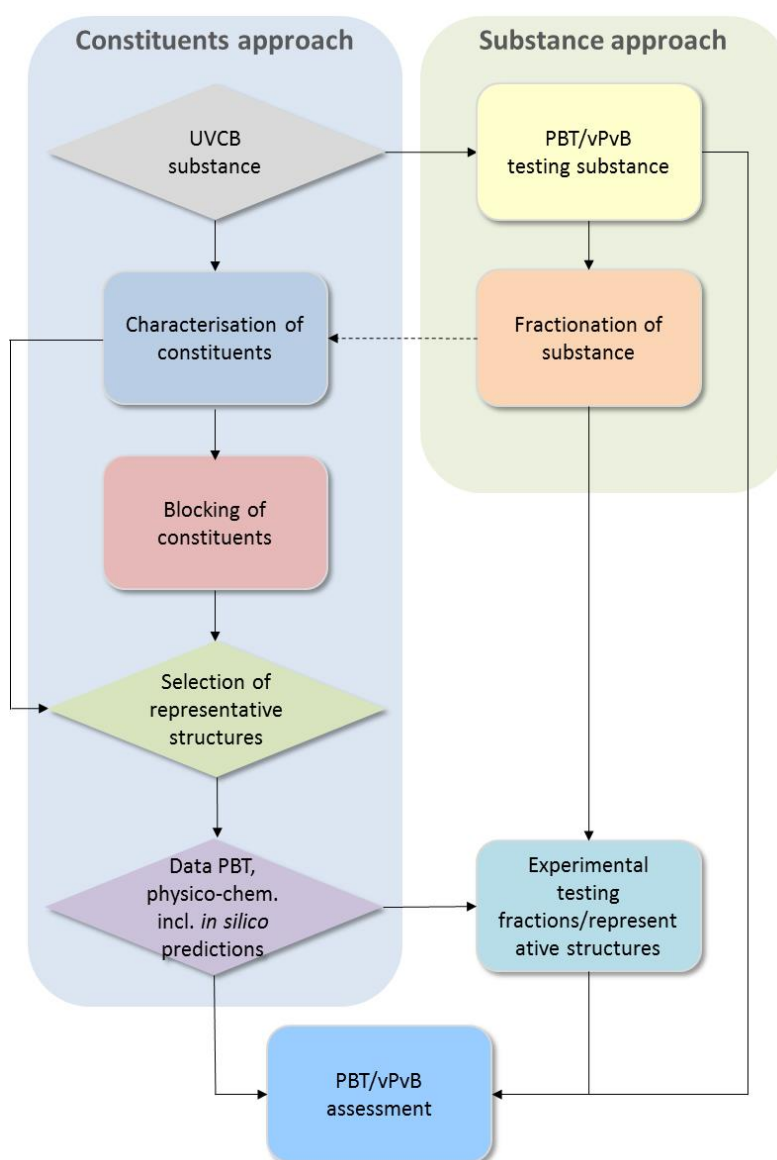 Constituents approach
Substance approach
UVCB
substance
PBT/vPvB
testing substance
Characterisation of
constituents
Fractionation of
substance
Blocking of
constituents
Selection of
representative
structures
Data PBT,
physico-chem.
incl. in silico
predictions
Experimental
testing
fractions/represent
ative structures
PBT/vPvB
assessment